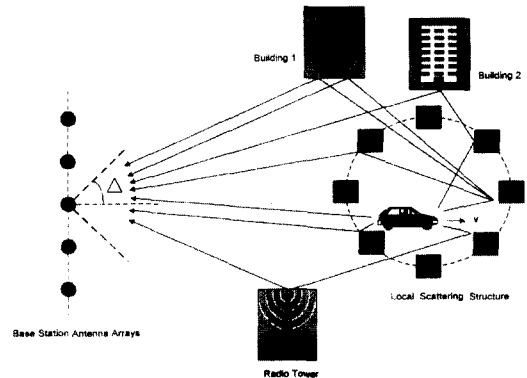 Building 1
Building 2
Δ
v
Local Scattering Structure
Base Station Antenna Arrays
Radio Tower